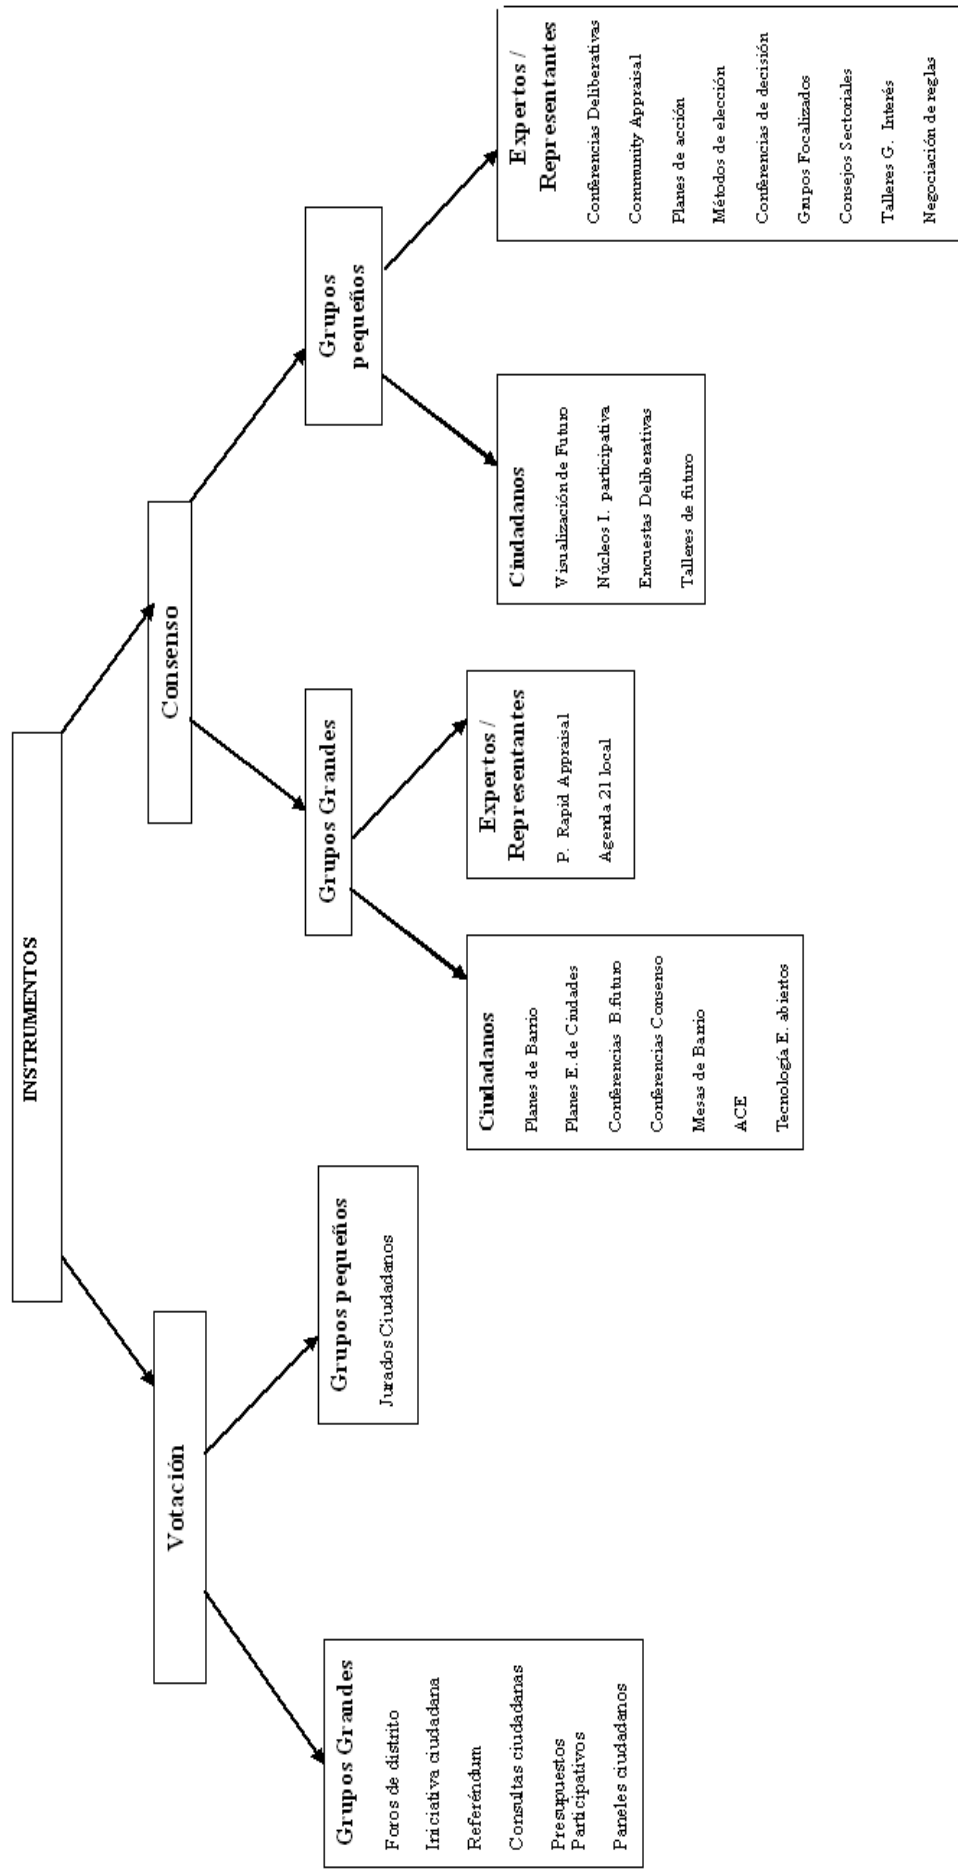 INSTRUMENTOS
Votación
Consenso
Grupos Grandes
Foros de distrito
Iniciativa ciudadana
Referéndum
Consultas ciudadanas
Presupuestos
Participativos
Paneles ciudadanos
Grupos pequeños
Jurados Ciudadanos
Grupos Grandes
Ciudadanos
Planes de Barrio
Planes E. de Ciudades
Conferencias B.futuro
Conferencias Consenso
Mesas de Barrio
ACE
Tecnología E. abiertos
Expertos /
Representantes
P. Rapid Appraisal
Agenda 21 local
Grupos
pequeños
Ciudadanos
Visualización de Futuro
Núcleos I. participativa
Encuestas Deliberativas
Talleres de futuro
Expertos /
Representantes
Conferencias Deliberativas
Community Appraisal
Planes de acción
Métodos de elección
Conferencias de decisión
Grupos Focalizados
Consejos Sectoriales
Talleres G. Interés
Negociación de reglas